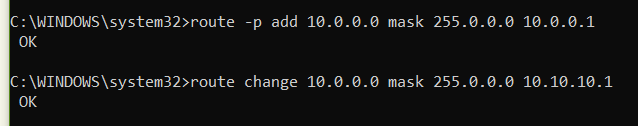 C:\WINDOWS\system32>route -p add 10.0.0.0 mask 255.0.0.0 10.0.0.1
OK
C:\WINDOWS\system32>route change 10.0.0.0 mask 255.0.0.0 10.10.10.1
OK